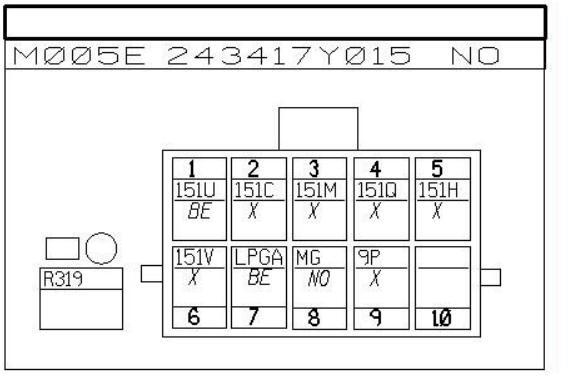 MØØ5E 243417YØ15 NO
1 2 3 4 5
151U 151C 151M 151Q 151H
BE X X X X
151V LPGA MG 9P
X BE NO X
R319
6 7 8 9 1Ø